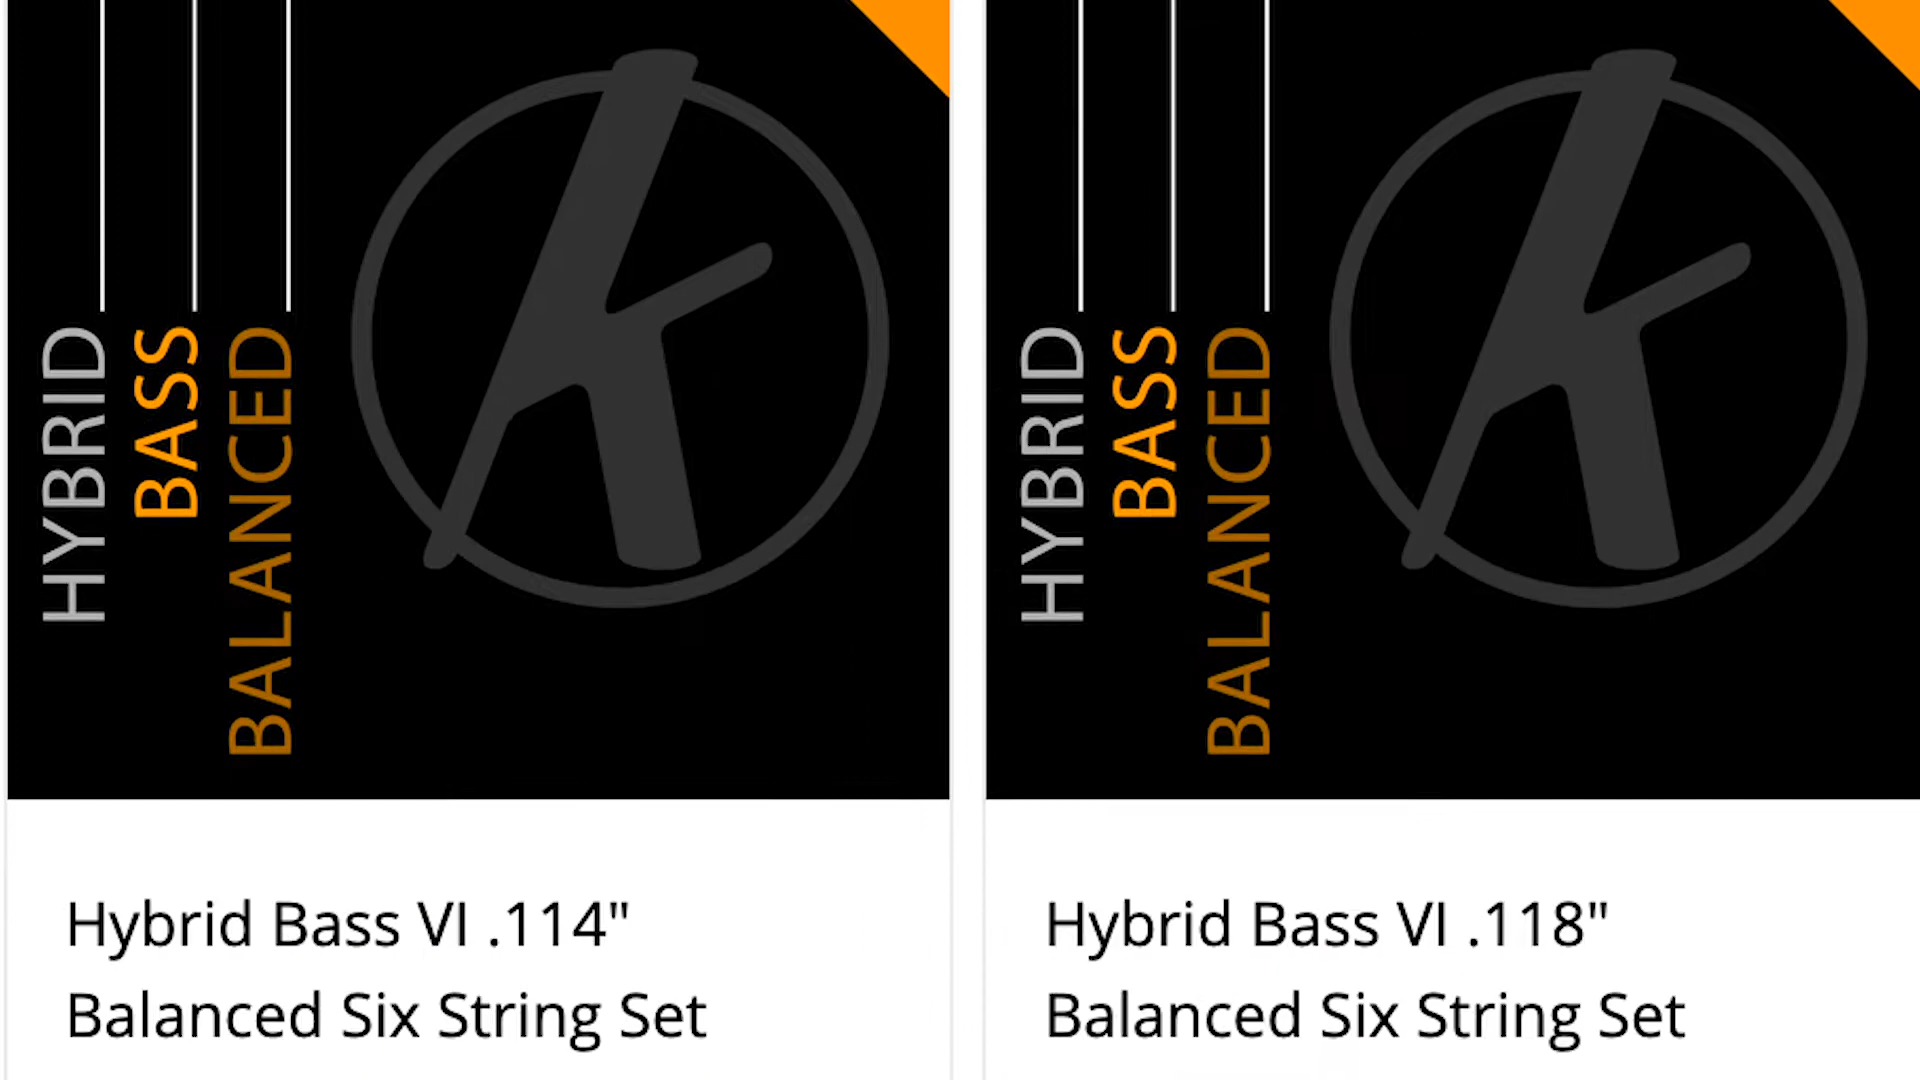 HYBRID
BASS
BALANCED
Hybrid Bass VI .114"
Balanced Six String Set
HYBRID
BASS
BALANCED
Hybrid Bass VI .118"
Balanced Six String Set